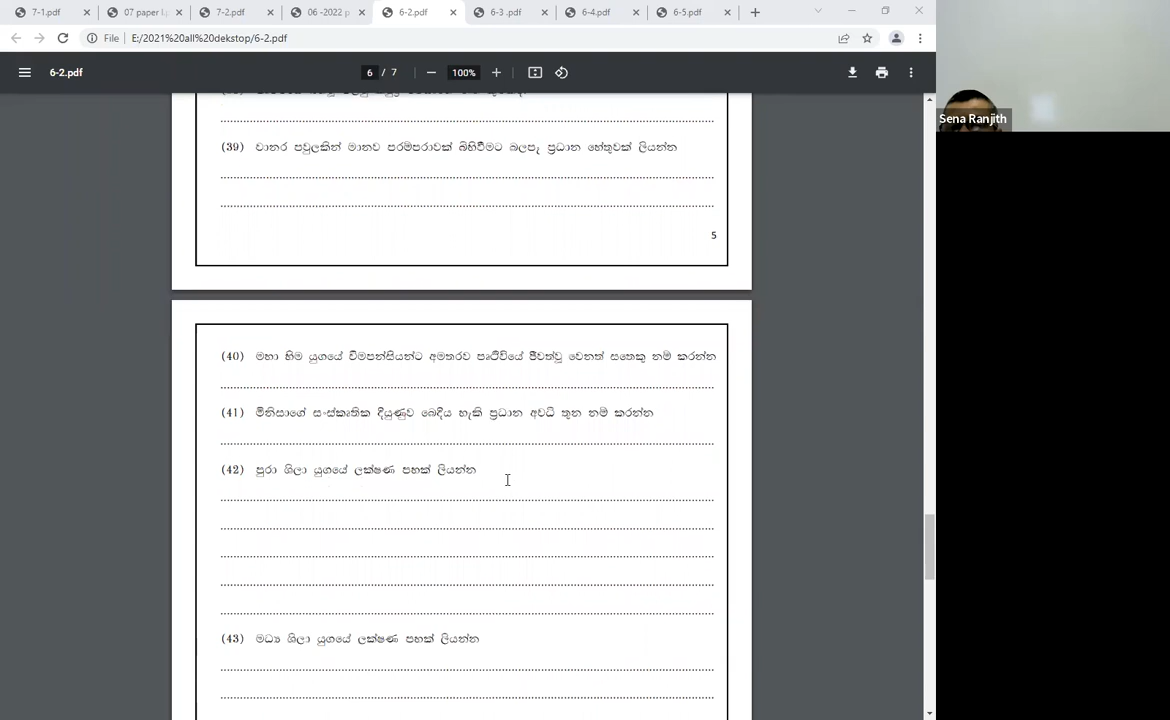 7-1.pdf
07 paper
7-2.pdf
06 -2022 p
6-2.pdf
6-3 .pdf
6-4.pdf
6-5.pdf
File
E:/2021%20all%20dekstop/6-2.pdf
6-2.pdf
6 / 7
100%
Sena Ranjith
(39) වානර පවුලකින් මානව පරම්පරාවක් බිහිවීමට බලපෑ ප්‍රධාන හේතුවක් ලියන්න
5
(40) මහා හිම යුගයේ චිම්පන්සියන්ට අමතරව පෘථිවියේ ජීවත්වූ වෙනත් සතෙකු නම් කරන්න
(41) මිනිසාගේ සංස්කෘතික දියුණුව බෙදිය හැකි ප්‍රධාන අවධි තුන නම් කරන්න
(42) පුරා ශිලා යුගයේ ලක්ෂණ පහක් ලියන්න
(43) මධ්‍ය ශිලා යුගයේ ලක්ෂණ පහක් ලියන්න